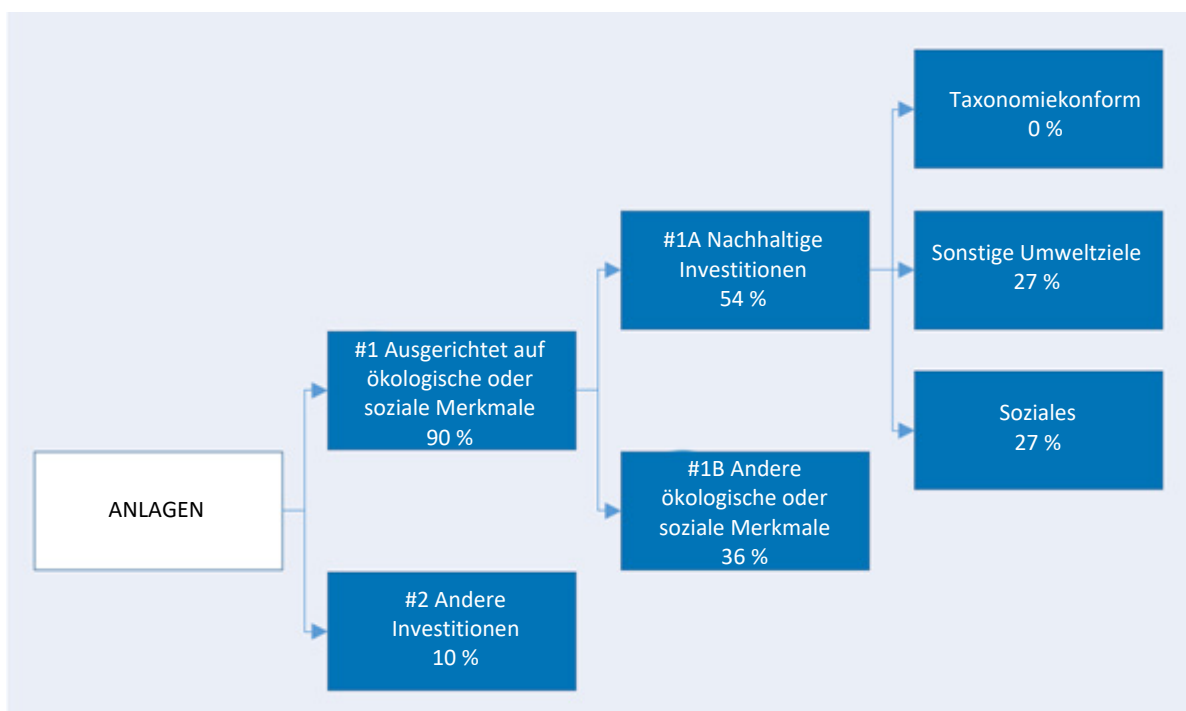 ANLAGEN
#1 Ausgerichtet auf
ökologische oder
soziale Merkmale
90 %
#2 Andere
Investitionen
10 %
#1A Nachhaltige
Investitionen
54 %
#1B Andere
ökologische oder
soziale Merkmale
36 %
Taxonomiekonform
0 %
Sonstige Umweltziele
27 %
Soziales
27 %